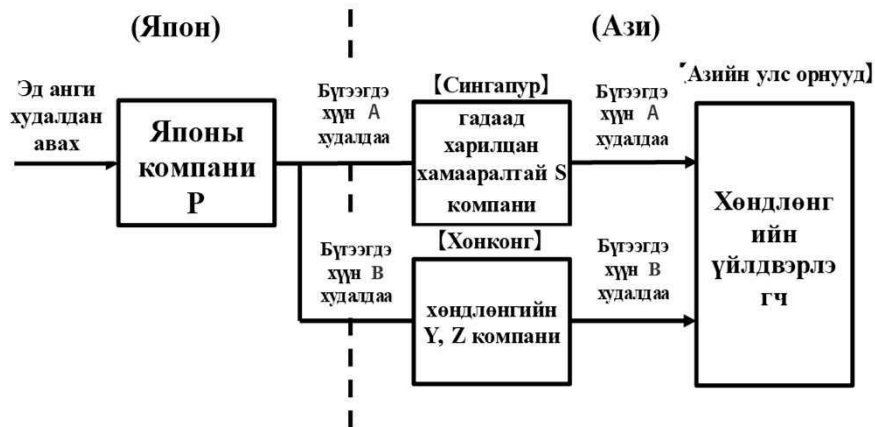 (Япон)
(Ази)
Эд анги
худалдан
авах
Японы
компани
P
Бүтээгдэ
хүүн A
худалдаа
【Сингапур】
гадаад
харилцан
хамааралтай S
компани
Бүтээгдэ
хүүн A
худалдаа
【Азийн улс орнууд】
Хөндлөнг
ийн
үйлдвэрлэ
гч
Бүтээгдэ
хүүн B
худалдаа
【Хонконг】
хөндлөнгийн
Y, Z компани
Бүтээгдэ
хүүн B
худалдаа